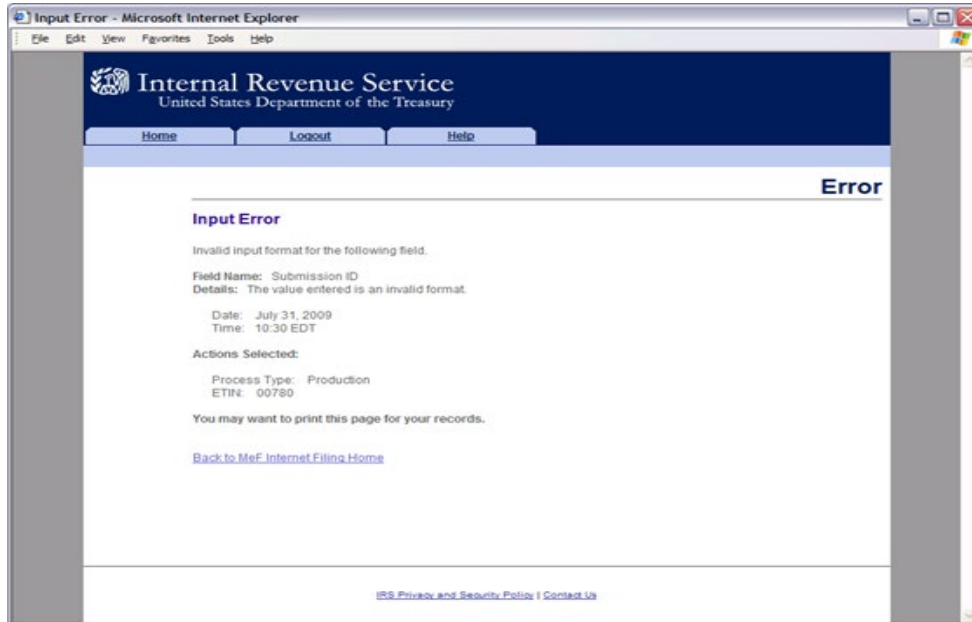 Input Error - Microsoft Internet Explorer
File Edit View Favorites Tools Help
Internal Revenue Service
United States Department of the Treasury
Home Logout Help
Error
Input Error
Invalid input format for the following field.
Field Name: Submission ID
Details: The value entered is an invalid format.
Date: July 31, 2009
Time: 10:30 EDT
Actions Selected:
Process Type: Production
ETIN: 00780
You may want to print this page for your records.
Back to MeF Internet Filing Home
IRS Privacy and Security Policy | Contact Us